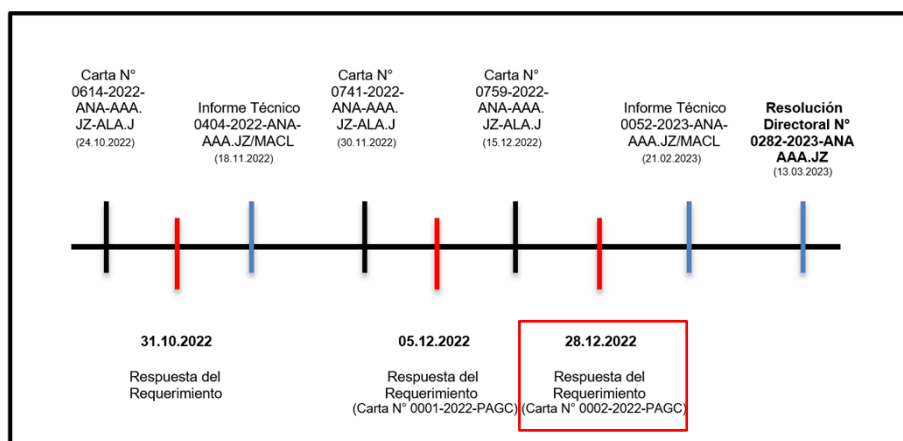 Carta N°
0614-2022-
ANA-AAA.
JZ-ALA.J
(24.10.2022)
Informe Técnico
0404-2022-ANA-
AAA.JZ/MACL
(18.11.2022)
Carta N°
0741-2022-
ANA-AAA.
JZ-ALA.J
(30.11.2022)
Carta N°
0759-2022-
ANA-AAA.
JZ-ALA.J
(15.12.2022)
Informe Técnico
0052-2023-ANA-
AAA.JZ/MACL
(21.02.2023)
Resolución
Directoral N°
0282-2023-ANA
AAA.JZ
(13.03.2023)
31.10.2022
Respuesta del
Requerimiento
05.12.2022
Respuesta del
Requerimiento
(Carta N° 0001-2022-PAGC)
28.12.2022
Respuesta del
Requerimiento
(Carta N° 0002-2022-PAGC)